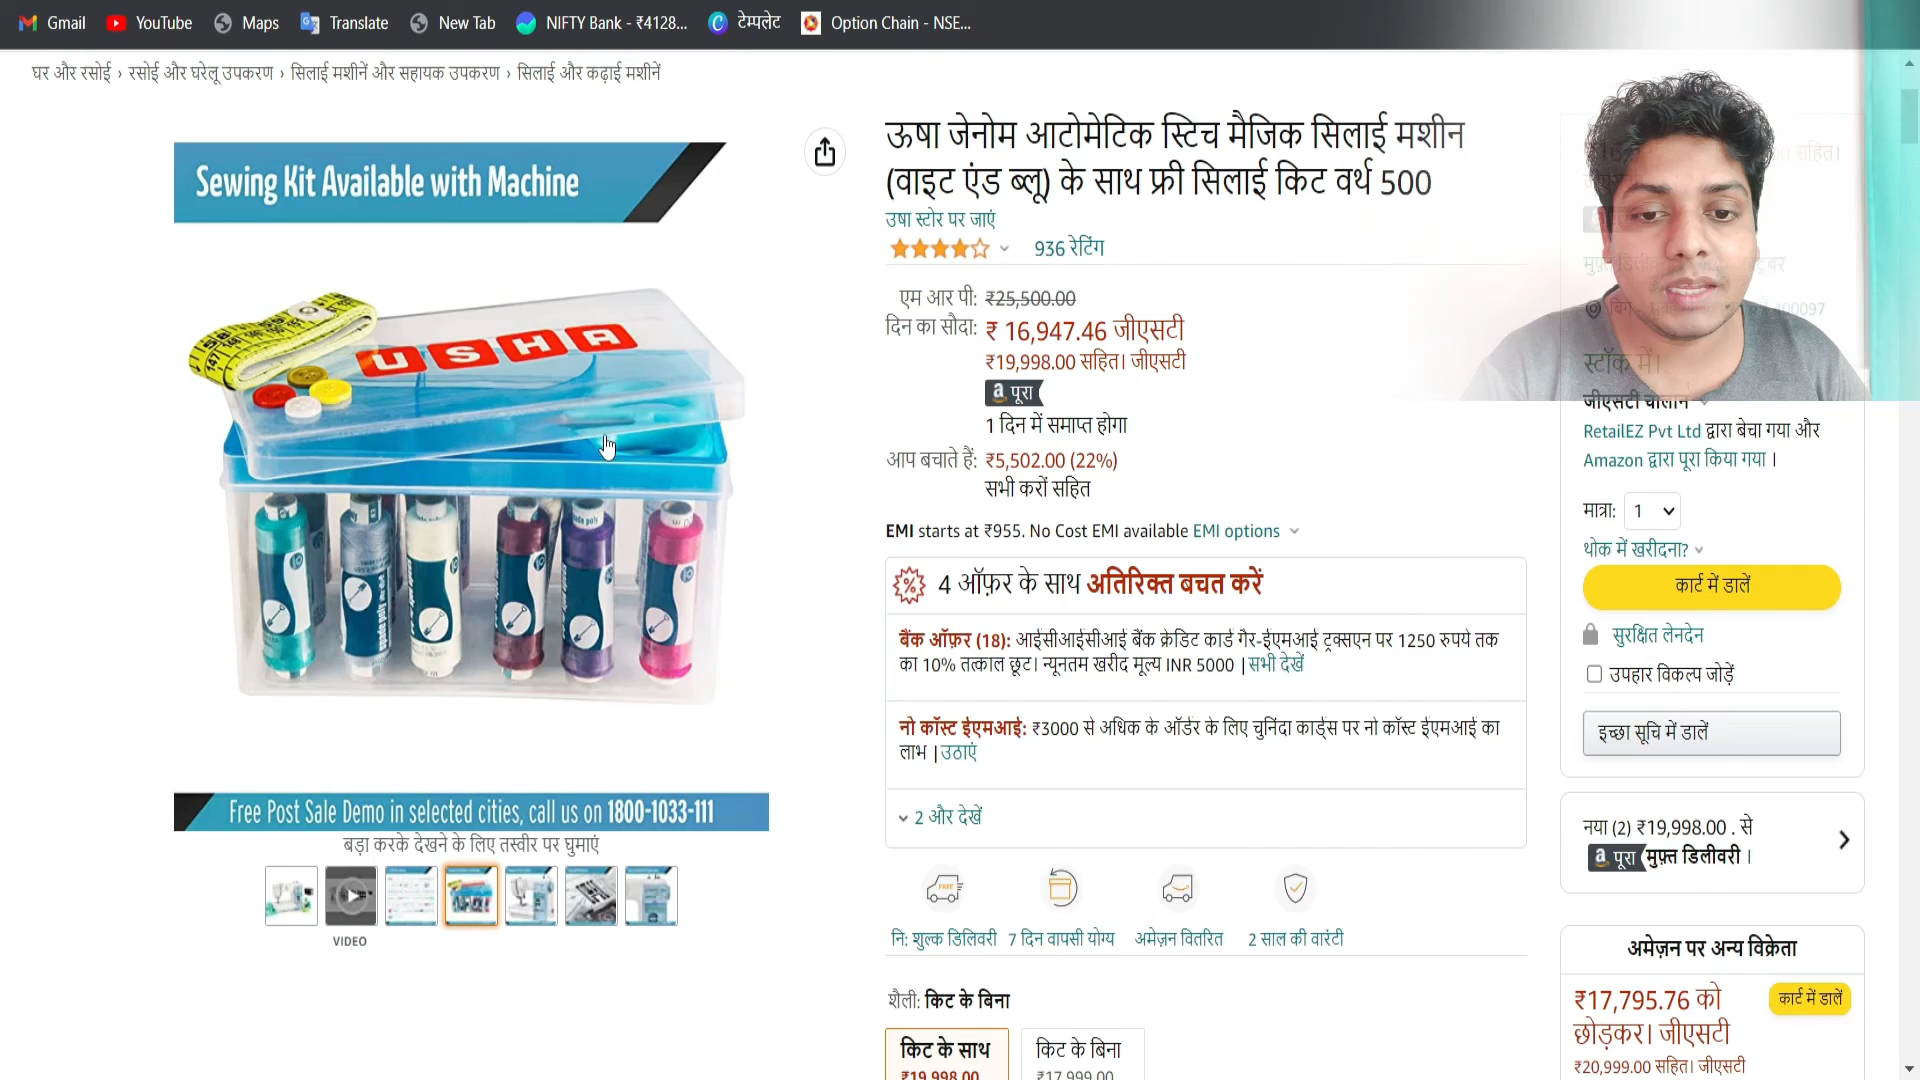 Gmail YouTube Maps Translate New Tab NIFTY Bank - ₹4128... टेम्पलेट Option Chain - NSE...
घर और रसोई › रसोई और घरेलू उपकरण › सिलाई मशीनें और सहायक उपकरण › सिलाई और कढ़ाई मशीनें
Sewing Kit Available with Machine
USHA
Free Post Sale Demo in selected cities, call us on 1800-1033-111
बड़ा करके देखने के लिए तस्वीर पर घुमाएं
VIDEO
ऊषा जेनोम आटोमेटिक स्टिच मैजिक सिलाई मशीन
(वाइट एंड ब्लू) के साथ फ्री सिलाई किट वर्थ 500
उषा स्टोर पर जाएं
936 रेटिंग
एम आर पी: ₹25,500.00
दिन का सौदा: ₹ 16,947.46 जीएसटी
₹19,998.00 सहित। जीएसटी
a पूरा
1 दिन में समाप्त होगा
आप बचाते हैं: ₹5,502.00 (22%)
सभी करों सहित
EMI starts at ₹955. No Cost EMI available EMI options
4 ऑफ़र के साथ अतिरिक्त बचत करें
बैंक ऑफ़र (18): आईसीआईसीआई बैंक क्रेडिट कार्ड गैर-ईएमआई ट्रक्सएन पर 1250 रुपये तक
का 10% तत्काल छूट। न्यूनतम खरीद मूल्य INR 5000 | सभी देखें
नो कॉस्ट ईएमआई: ₹3000 से अधिक के ऑर्डर के लिए चुनिंदा कार्ड्स पर नो कॉस्ट ईएमआई का
लाभ | उठाएं
2 और देखें
FREE
नि: शुल्क डिलिवरी 7 दिन वापसी योग्य अमेज़न वितरित 2 साल की वारंटी
शैली: किट के बिना
किट के साथ किट के बिना
₹19,998.00 ₹17,999.00
सहित।
स्टॉक में।
RetailEZ Pvt Ltd द्वारा बेचा गया और
Amazon द्वारा पूरा किया गया ।
मात्रा: 1
थोक में खरीदना?
कार्ट में डालें
सुरक्षित लेनदेन
उपहार विकल्प जोड़ें
इच्छा सूचि में डालें
नया (2) ₹19,998.00 . से
a पूरा मुफ़्त डिलीवरी ।
अमेज़न पर अन्य विक्रेता
₹17,795.76 को कार्ट में डालें
छोड़कर। जीएसटी
₹20,999.00 सहित। जीएसटी